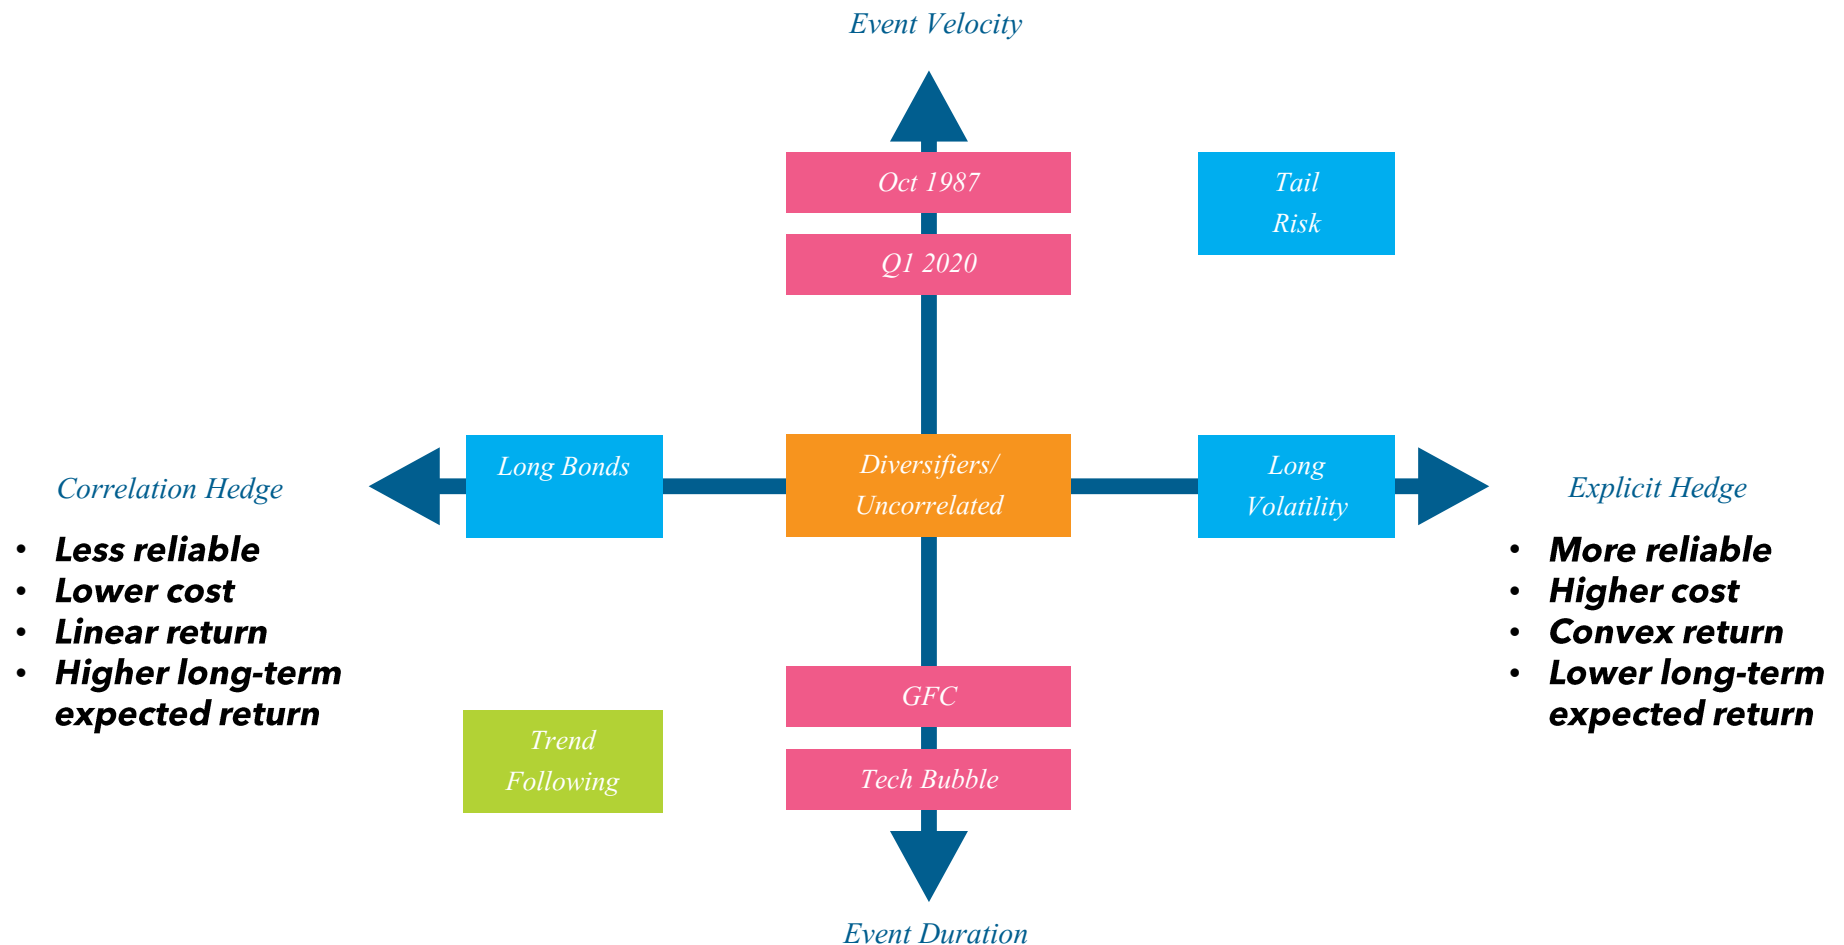 Event Velocity
Oct 1987
Tail
Risk
Q1 2020
Long Bonds
Diversifiers/
Uncorrelated
Long
Volatility
Correlation Hedge
• Less reliable
• Lower cost
• Linear return
• Higher long-term
expected return
Explicit Hedge
• More reliable
• Higher cost
• Convex return
• Lower long-term
expected return
GFC
Trend
Following
Tech Bubble
Event Duration